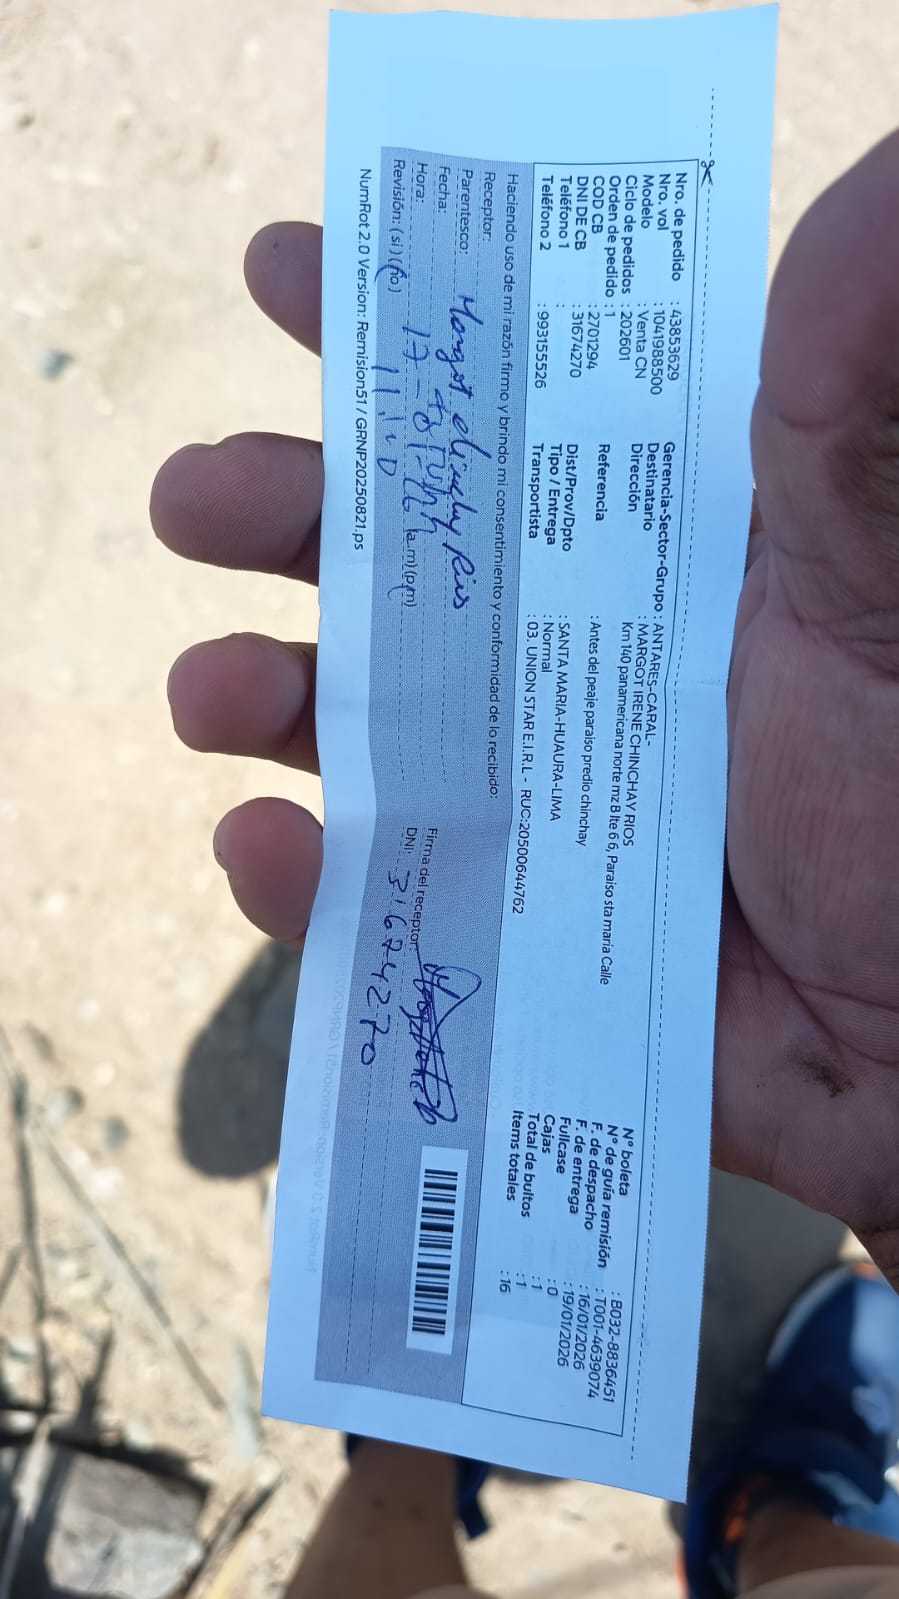 Nro. de pedido : 43853629
Nro. vol : 1041988500
Modelo : Venta CN
Ciclo de pedidos : 202601
Orden de pedido : 1
COD CB : 2701294
DNI DE CB : 31674270
Teléfono 1 :
Teléfono 2 : 993155526
Gerencia-Sector-Grupo : ANTARES-CARAL-
Destinatario : MARGOT IRENE CHINCHAY RIOS
Dirección Km 140 panamericana norte mz B lte 6 6, Paraiso sta maria Calle
Referencia : Antes del peaje paraiso predio chinchay
Dist/Prov/Dpto : SANTA MARIA-HUAURA-LIMA
Tipo / Entrega : Normal
Transportista : 03. UNION STAR E.I.R.L - RUC:20500644762
N° boleta : B032-8836451
N° de guía remisión : T001-4639074
F. de despacho : 16/01/2026
F. de entrega : 19/01/2026
Fullcase : 0
Cajas : 1
Total de bultos : 1
Items totales : 16
Haciendo uso de mi razón firmo y brindo mi consentimiento y conformidad de lo recibido:
Receptor: Margot Rios
Parentesco:
Fecha: 17-01-26
Hora: (a.m)(p.m)
Revisión: (si) (no)
Firma del receptor:
DNI: 31674270
NumRot 2.0 Version: Remision51 / GRNP20250821.ps